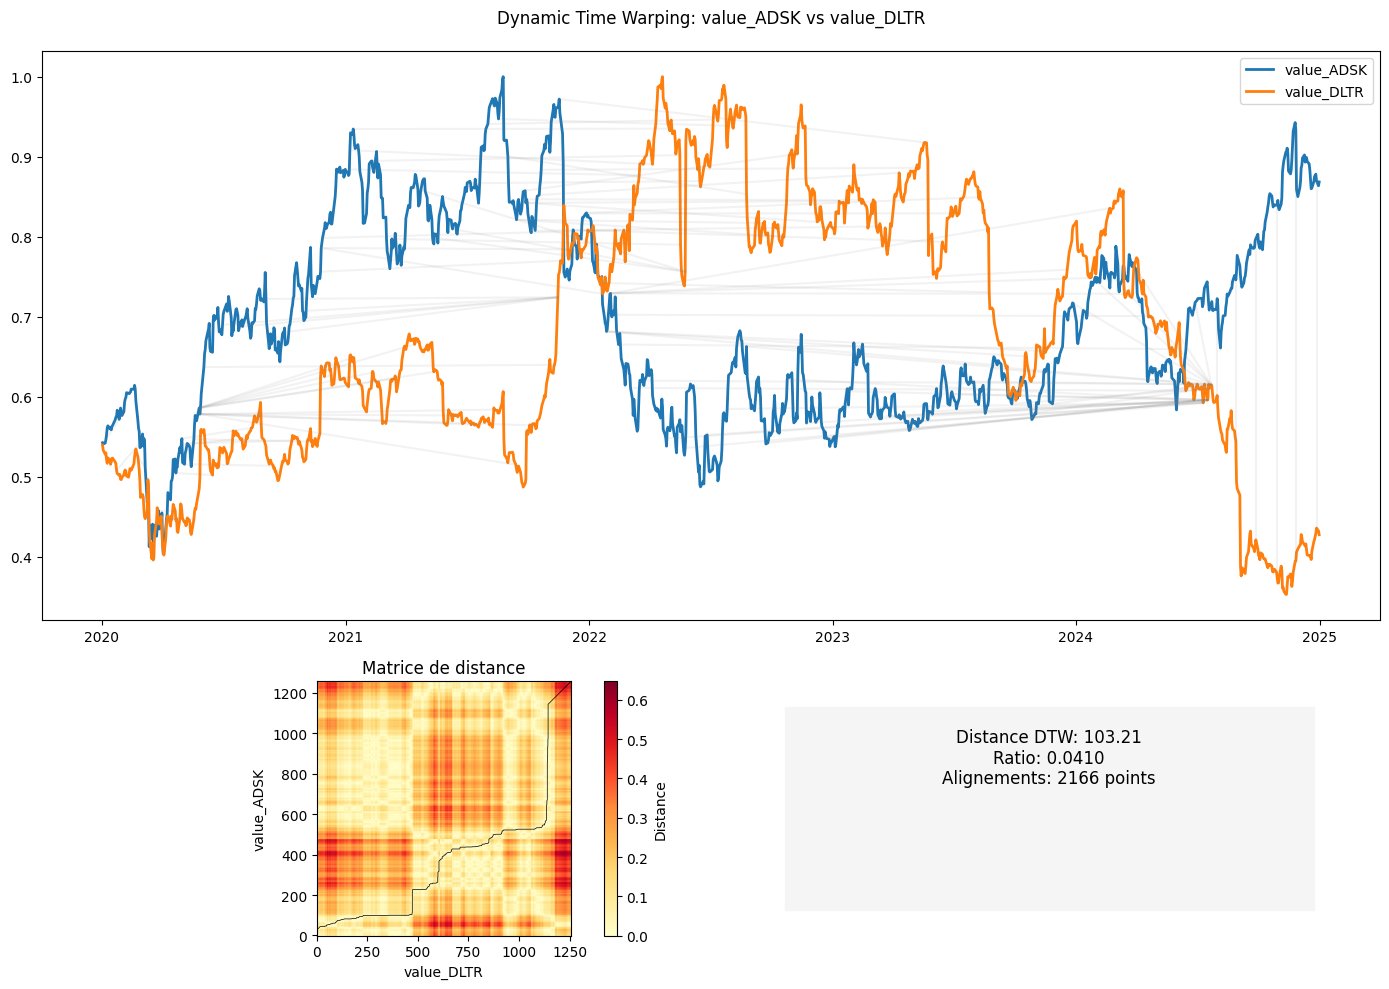 Dynamic Time Warping: value_ADSK vs value_DLTR
value_ADSK
value_DLTR
1.0
0.9
0.8
0.7
0.6
0.5
0.4
2020 2021 2022 2023 2024 2025
Matrice de distance
value_ADSK
1200
1000
800
600
400
200
0
0 250 500 750 1000 1250
value_DLTR
0.6
0.5
0.4
0.3
0.2
0.1
0.0
Distance
Distance DTW: 103.21
Ratio: 0.0410
Alignements: 2166 points